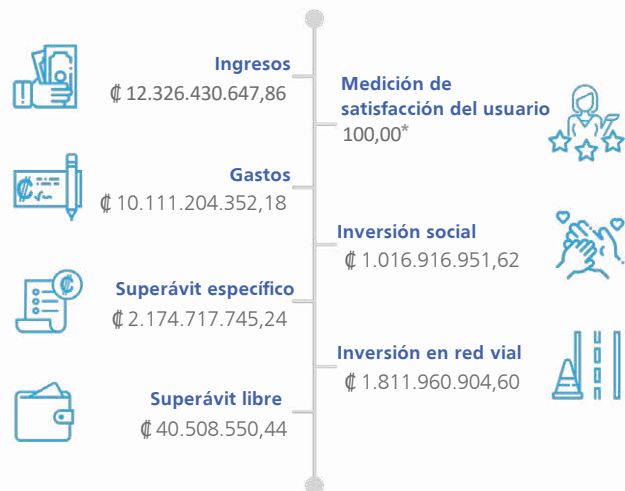 Ingresos
₡ 12.326.430.647,86
Gastos
₡ 10.111.204.352,18
Superávit específico
₡ 2.174.717.745,24
Superávit libre
₡ 40.508.550,44
Medición de
satisfacción del usuario
100,00*
Inversión social
₡ 1.016.916.951,62
Inversión en red vial
₡ 1.811.960.904,60